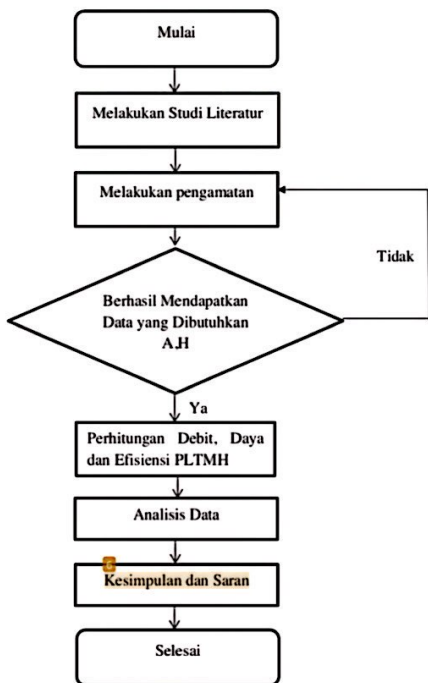 Mulai
Melakukan Studi Literatur
Melakukan pengamatan
Tidak
Berhasil Mendapatkan
Data yang Dibutuhkan
A,H
Ya
Perhitungan Debit, Daya
dan Efisiensi PLTMH
Analisis Data
Kesimpulan dan Saran
Selesai